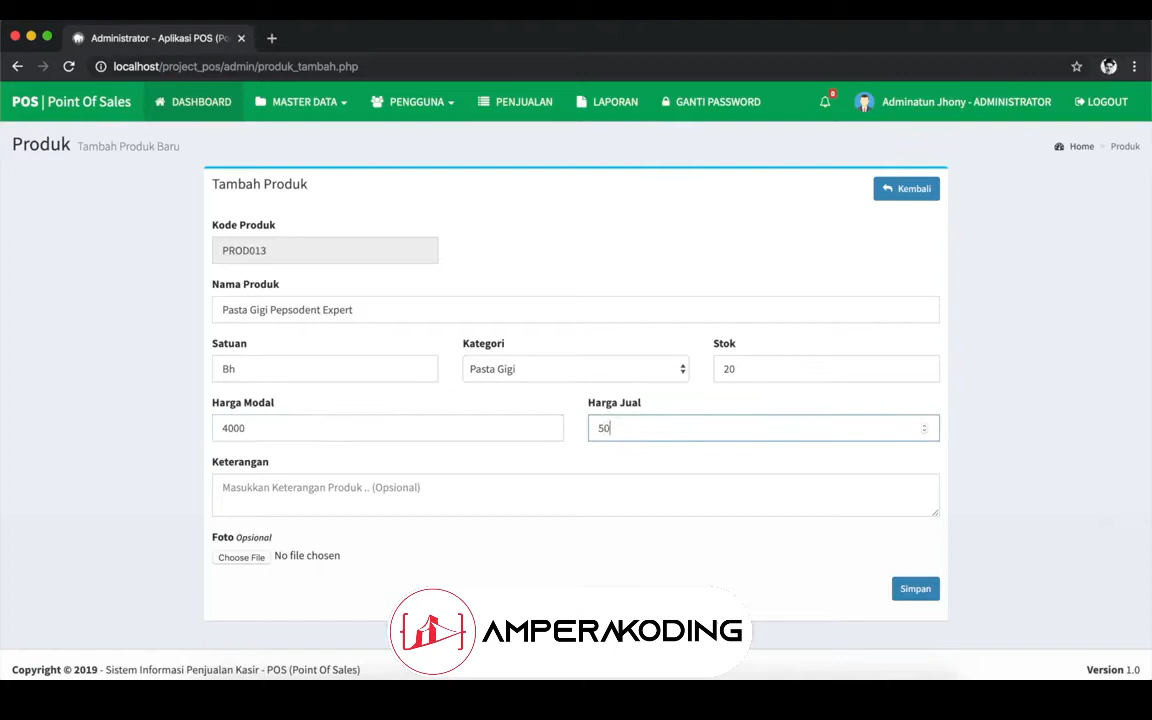 Administrator - Aplikasi POS (Po
localhost/project_pos/admin/produk_tambah.php
POS | Point Of Sales DASHBOARD MASTER DATA PENGGUNA PENJUALAN LAPORAN GANTI PASSWORD 0 Adminatun Jhony - ADMINISTRATOR LOGOUT
Produk Tambah Produk Baru Home > Produk
Tambah Produk Kembali
Kode Produk
PROD013
Nama Produk
Pasta Gigi Pepsodent Expert
Satuan Kategori Stok
Bh Pasta Gigi 20
Harga Modal Harga Jual
4000 50
Keterangan
Masukkan Keterangan Produk .. (Opsional)
Foto Opsional
Choose File No file chosen
Simpan
AMPERAKODING
Copyright © 2019 - Sistem Informasi Penjualan Kasir - POS (Point Of Sales) Version 1.0